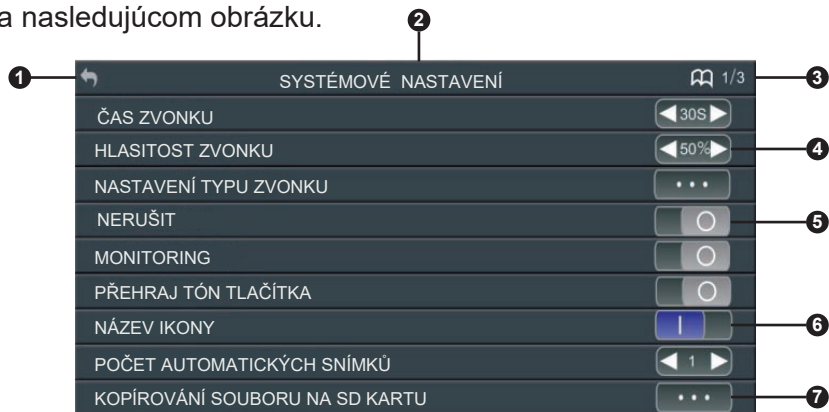 a nasledujúcom obrázku.
2
1 SYSTÉMOVÉ NASTAVENÍ 1/3 3
ČAS ZVONKU 30S
HLASITOST ZVONKU 50% 4
NASTAVENÍ TYPU ZVONKU ...
NERUŠIT 5
MONITORING
PŘEHRAJ TÓN TLAČÍTKA
NÁZEV IKONY 6
POČET AUTOMATICKÝCH SNÍMKŮ 1
KOPÍROVÁNÍ SOUBORU NA SD KARTU ... 7